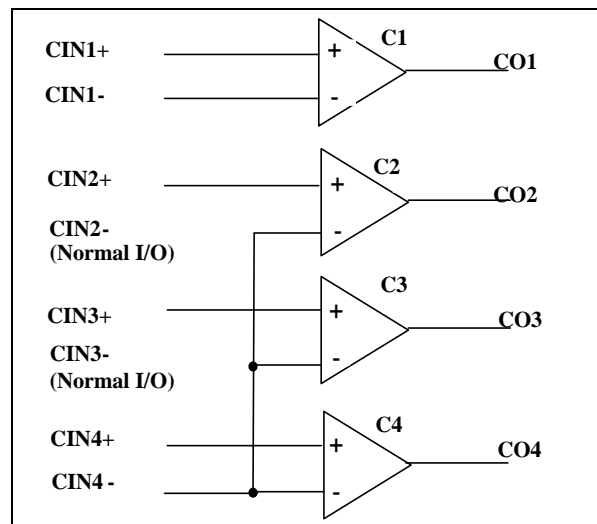 C1
CIN1+
+
CO1
CIN1-
-
C2
CIN2+
+
CO2
CIN2-
-
(Normal I/O)
C3
CIN3+
+
CO3
CIN3-
-
(Normal I/O)
C4
CIN4+
+
CO4
CIN4 -
-